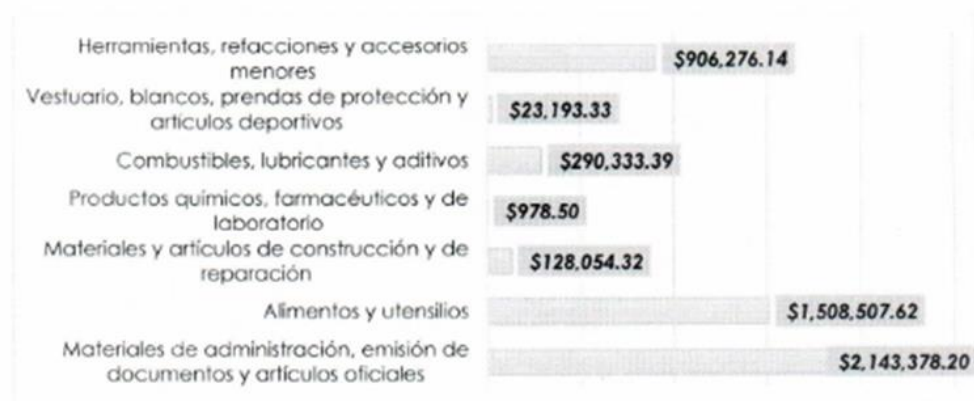 Herramientas, refacciones y accesorios
menores
$906,276.14
Vestuario, blancos, prendas de protección y
artículos deportivos
$23,193.33
Combustibles, lubricantes y aditivos
$290,333.39
Productos químicos, farmacéuticos y de
laboratorio
$978.50
Materiales y artículos de construcción y de
reparación
$128,054.32
Alimentos y utensilios
$1,508,507.62
Materiales de administración, emisión de
documentos y artículos oficiales
$2,143,378.20